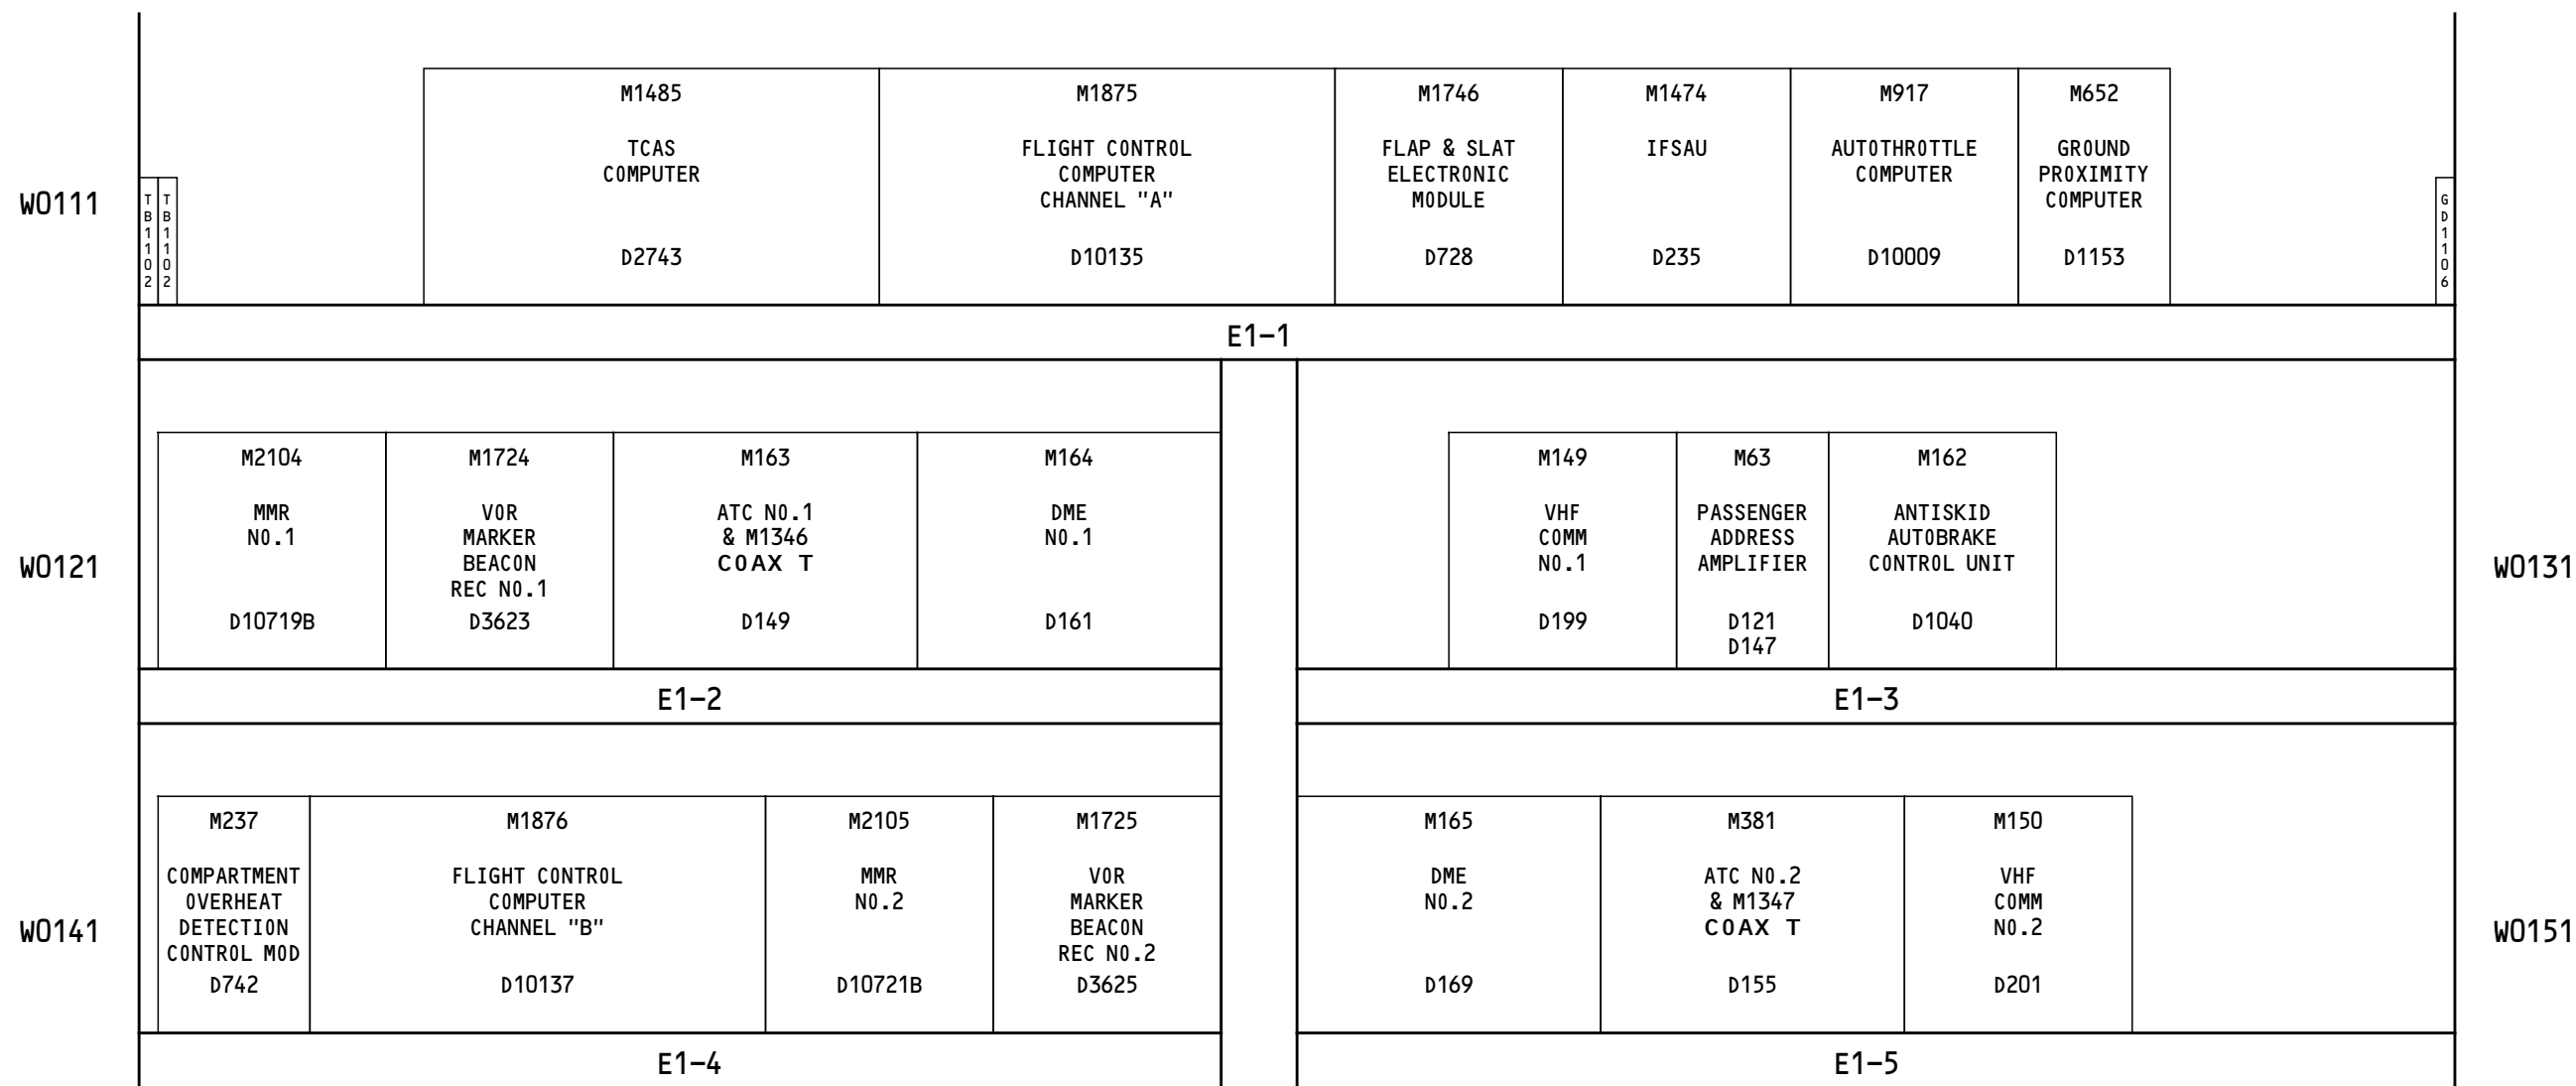 W0111
TB1102
TB1102
M1485
TCAS
COMPUTER
D2743
M1875
FLIGHT CONTROL
COMPUTER
CHANNEL "A"
D10135
M1746
FLAP & SLAT
ELECTRONIC
MODULE
D728
M1474
IFSAU
D235
M917
AUTOTHROTTLE
COMPUTER
D10009
M652
GROUND
PROXIMITY
COMPUTER
D1153
GD1106
E1-1
W0121
M2104
MMR
NO.1
D10719B
M1724
VOR
MARKER
BEACON
REC NO.1
D3623
M163
ATC NO.1
& M1346
COAX T
D149
M164
DME
NO.1
D161
E1-2
M149
VHF
COMM
NO.1
D199
M63
PASSENGER
ADDRESS
AMPLIFIER
D121
D147
M162
ANTISKID
AUTOBRAKE
CONTROL UNIT
D1040
W0131
E1-3
W0141
M237
COMPARTMENT
OVERHEAT
DETECTION
CONTROL MOD
D742
M1876
FLIGHT CONTROL
COMPUTER
CHANNEL "B"
D10137
M2105
MMR
NO.2
D10721B
M1725
VOR
MARKER
BEACON
REC NO.2
D3625
E1-4
M165
DME
NO.2
D169
M381
ATC NO.2
& M1347
COAX T
D155
M150
VHF
COMM
NO.2
D201
W0151
E1-5